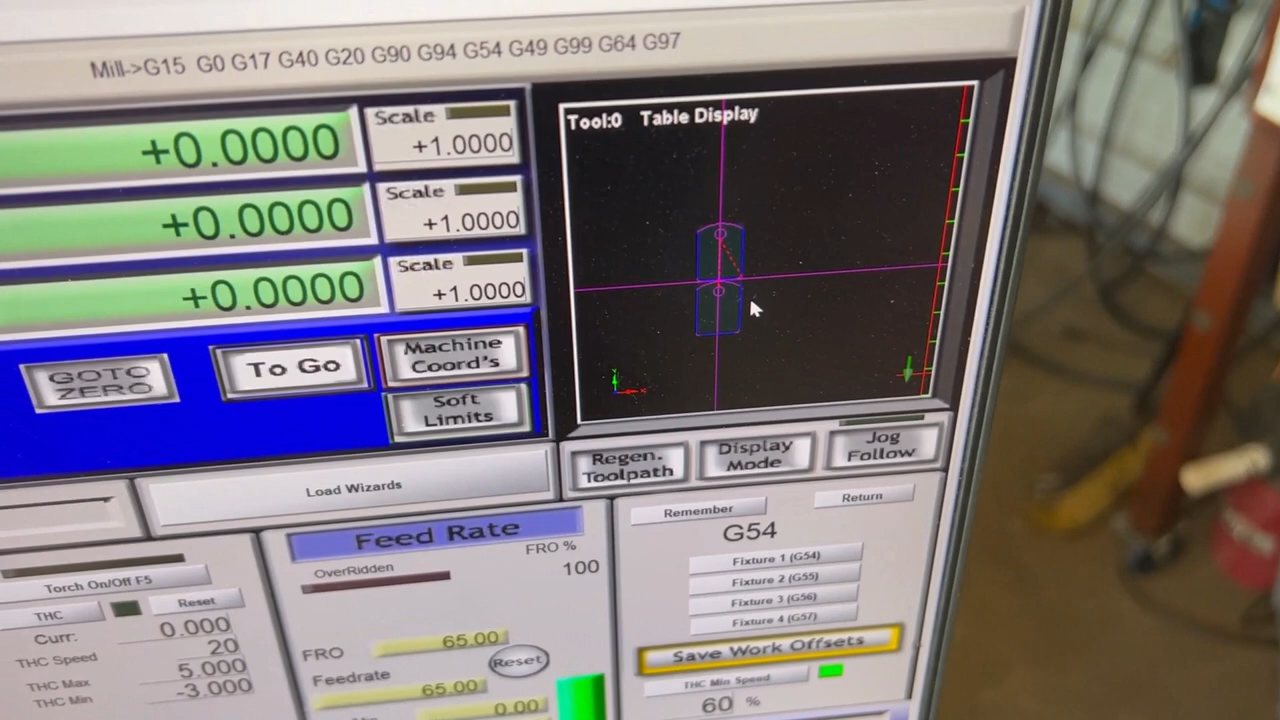 Mill->G15 G0 G17 G40 G20 G90 G94 G54 G49 G99 G64 G97
+0.0000
Scale
+1.0000
+0.0000
Scale
+1.0000
+0.0000
Scale
+1.0000
GOTO
ZERO
To Go
Machine
Coord's
Soft
Limits
Tool:0 Table Display
Regen.
Toolpath
Display
Mode
Jog
Follow
Load Wizards
Torch On/Off F5
THC
Reset
Curr.
0.000
THC Speed
20
THC Max
5.000
THC Min
-3.000
Feed Rate
OverRidden
FRO %
100
FRO
65.00
Reset
Feedrate
65.00
0.00
Remember
Return
G54
Fixture 1 (G54)
Fixture 2 (G55)
Fixture 3 (G56)
Fixture 4 (G57)
Save Work Offsets
THC Min Speed
60 %